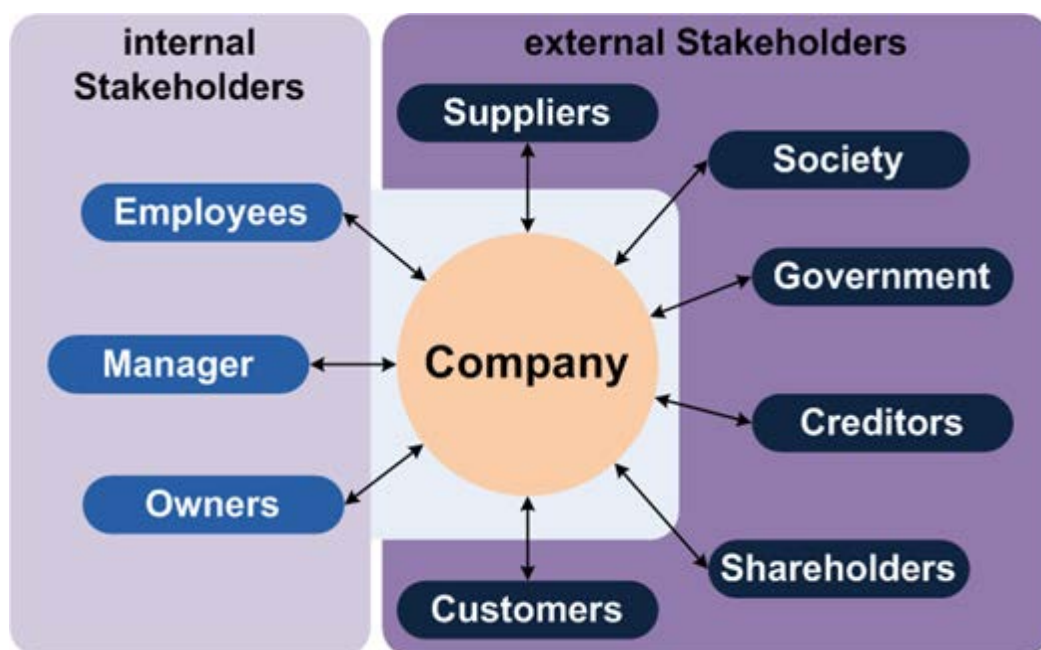 internal
Stakeholders
external Stakeholders
Suppliers
Society
Employees
Government
Manager
Company
Creditors
Owners
Shareholders
Customers